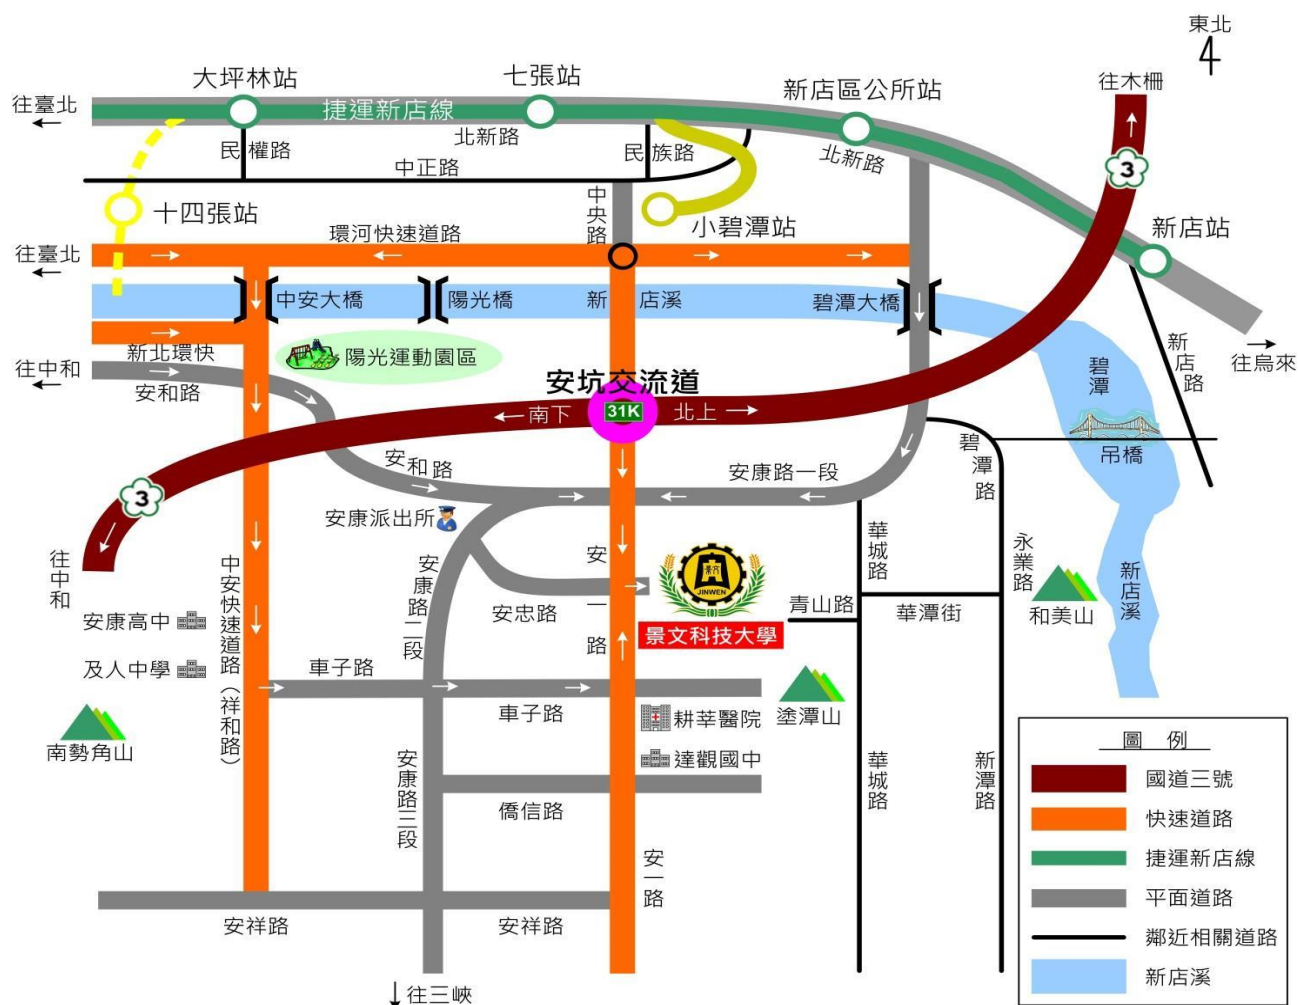 東北
4
往木柵
大坪林站
七張站
新店區公所站
往臺北
捷運新店線
北新路
北新路
民權路
民族路
中正路
3
十四張站
中央路
小碧潭站
新店站
環河快速道路
往臺北
中安大橋
陽光橋
新店溪
碧潭大橋
新北環快
陽光運動園區
往中和
安和路
安坑交流道
往烏來
新店路
碧潭
南下
31K
北上
吊橋
碧潭路
安和路
安康路一段
3
安康派出所
往中和
中安快速道路（祥和路）
安康路二段
安一路
華城路
永業路
新店溪
JINWEN
景文科技大學
安忠路
青山路
華潭街
和美山
安康高中
及人中學
車子路
車子路
耕莘醫院
塗潭山
南勢角山
達觀國中
安康路三段
僑信路
華城路
新潭路
安一路
安祥路
安祥路
往三峽
圖 例
國道三號
快速道路
捷運新店線
平面道路
鄰近相關道路
新店溪